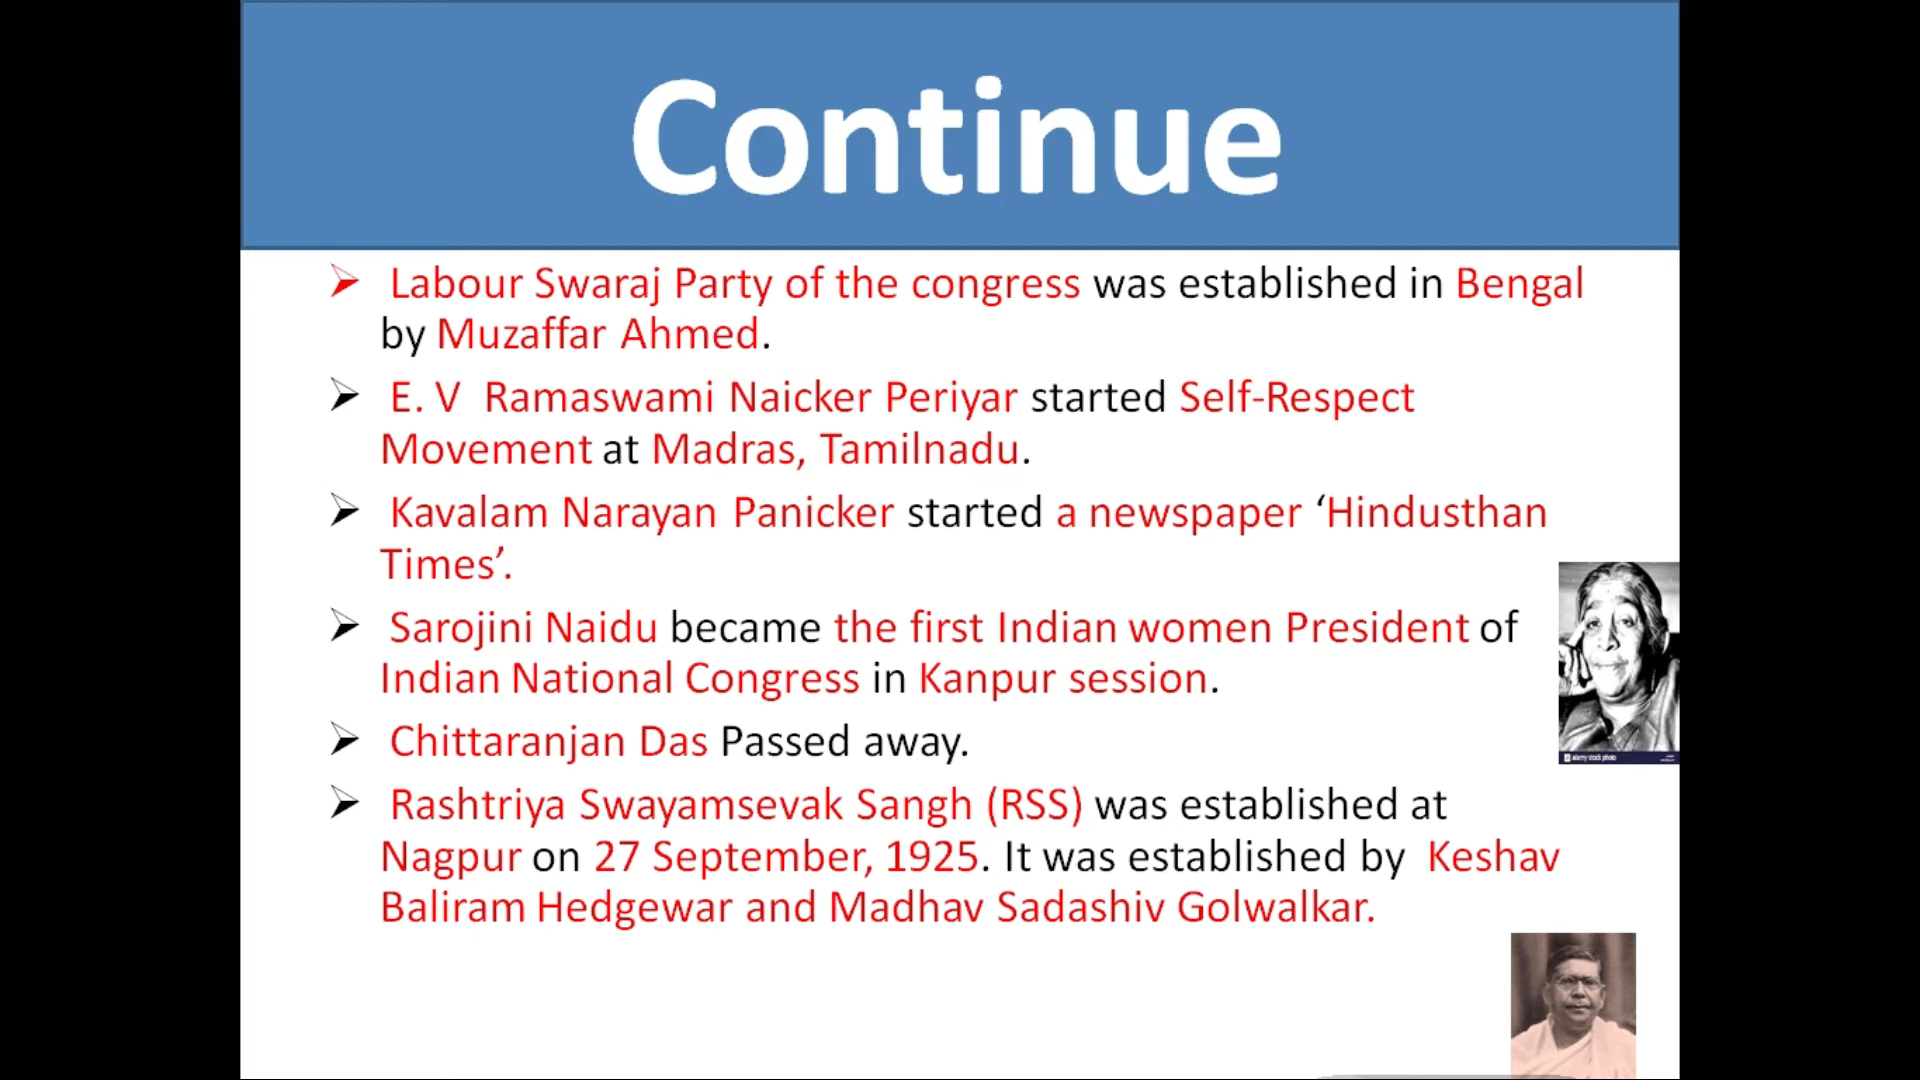 Continue
Labour Swaraj Party of the congress was established in Bengal
by Muzaffar Ahmed.
E. V Ramaswami Naicker Periyar started Self-Respect
Movement at Madras, Tamilnadu.
Kavalam Narayan Panicker started a newspaper ‘Hindusthan
Times’.
Sarojini Naidu became the first Indian women President of
Indian National Congress in Kanpur session.
Chittaranjan Das Passed away.
Rashtriya Swayamsevak Sangh (RSS) was established at
Nagpur on 27 September, 1925. It was established by Keshav
Baliram Hedgewar and Madhav Sadashiv Golwalkar.
alamy stock photo